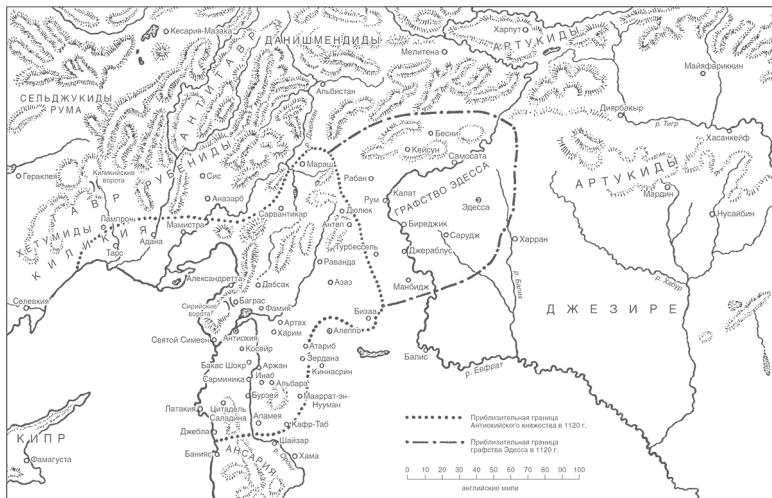 Кесария-Мазака
ДАНИШМЕНДИДЫ
Харпут
АРТУКИДЫ
Мелитена
Майяфариккин
СЕЛЬДЖУКИДЫ
РУМА
АНТИТАВР
Альбистан
Диярбакыр
р. Тигр
Хасанкейф
Бесни
Кейсун
Самосата
Гераклея
Киликийские
ворота
РУБЕНИДЫ
Сис
Мараш
Рабан
АРТУКИДЫ
Мардин
Нусайбин
ТАВР
Аназарб
Сарвантикар
Рум
Калат
ГРАФСТВО ЭДЕССА
Эдесса
Лампрон
Мамистра
Дюлюк
Антеп
Биреджик
Сарудж
Харран
ХЕТУМИДЫ
КИЛИКИЯ
Тарс
Адана
Турбессель
Джераблус
Александретта
Дабсак
Раванда
Азаз
Манбидж
р. Балих
р. Хабур
ДЖЕЗИРЕ
Селевкия
Сирийские
ворота
Баграс
Фамия
Бизаа
Святой Симеон
Антиохия
Артах
Харим
Алеппо
Косейр
Атариб
Балис
р. Евфрат
Бакас Шокр
Аржан
Зердана
Киннасрин
Сарминика
Инаб
Альбара
Бурзей
Мааррат-эн-
Нууман
Латакия
Цитадель
Саладина
Апамея
Кафр-Таб
Джебла
Шайзар
КИПР
Банияс
АНСАРИЯ
р. Оронт
Хама
Фамагуста
Приблизительная граница
Антиохийского княжества в 1120 г.
Приблизительная граница
графства Эдесса в 1120 г.
0 10 20 30 40 50 60 70 80 90 100
английские мили